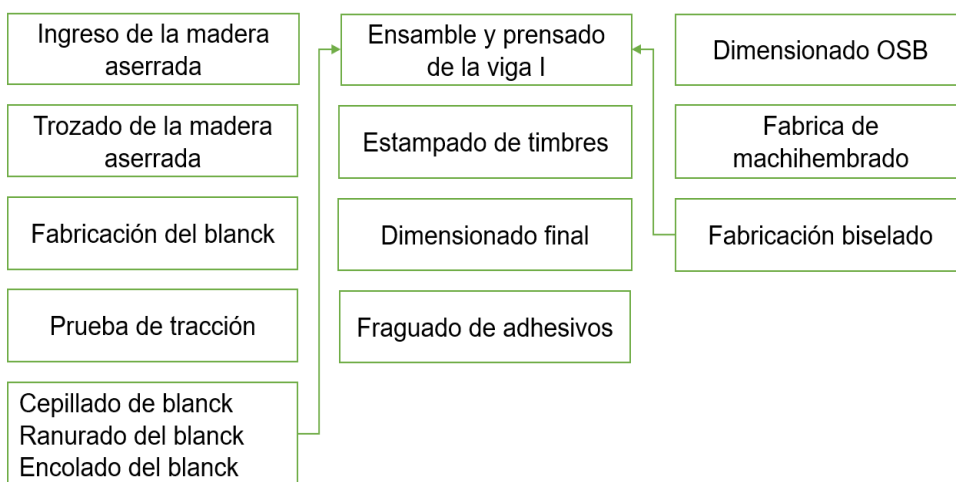 Ingreso de la madera
aserrada
Trozado de la madera
aserrada
Fabricación del blanck
Prueba de tracción
Cepillado de blanck
Ranurado del blanck
Encolado del blanck
Ensamble y prensado
de la viga I
Estampado de timbres
Dimensionado final
Fraguado de adhesivos
Dimensionado OSB
Fabrica de
machihembrado
Fabricación biselado